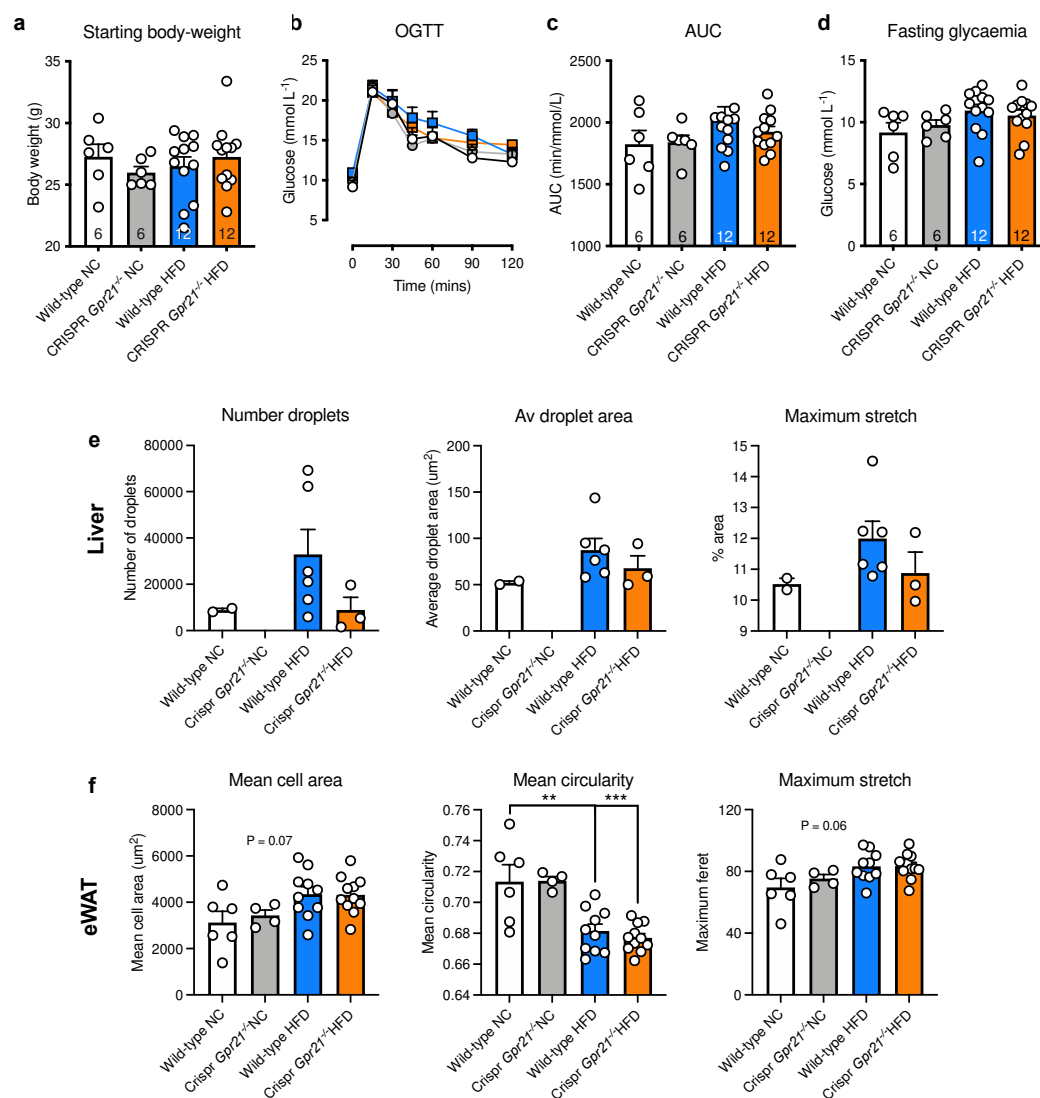 a
Starting body-weight
Body weight (g)
35
30
25
20
6
6
12
12
Wild-type NC
CRISPR Gpr21-/- NC
Wild-type HFD
CRISPR Gpr21-/- HFD
b
OGTT
Glucose (mmol L-1)
25
20
15
10
5
0
30
60
90
120
Time (mins)
c
AUC
AUC (min/mmol/L)
2500
2000
1500
1000
6
6
12
12
Wild-type NC
CRISPR Gpr21-/- NC
Wild-type HFD
CRISPR Gpr21-/- HFD
d
Fasting glycaemia
Glucose (mmol L-1)
15
10
5
0
6
6
12
12
Wild-type NC
CRISPR Gpr21-/- NC
Wild-type HFD
CRISPR Gpr21-/- HFD
e
Liver
Number droplets
Number of droplets
80000
60000
40000
20000
0
Wild-type NC
Crispr Gpr21-/-NC
Wild-type HFD
Crispr Gpr21-/-HFD
Av droplet area
Average droplet area (um2)
200
150
100
50
0
Wild-type NC
Crispr Gpr21-/-NC
Wild-type HFD
Crispr Gpr21-/-HFD
Maximum stretch
% area
15
14
13
12
11
10
9
Wild-type NC
Crispr Gpr21-/-NC
Wild-type HFD
Crispr Gpr21-/-HFD
f
eWAT
Mean cell area
Mean cell area (um2)
8000
6000
4000
2000
0
P = 0.07
Wild-type NC
Crispr Gpr21-/-NC
Wild-type HFD
Crispr Gpr21-/-HFD
Mean circularity
Mean circularity
0.76
0.74
0.72
0.70
0.68
0.66
0.64
**
***
Wild-type NC
Crispr Gpr21-/-NC
Wild-type HFD
Crispr Gpr21-/-HFD
Maximum stretch
Maximum feret
120
80
40
0
P = 0.06
Wild-type NC
Crispr Gpr21-/-NC
Wild-type HFD
Crispr Gpr21-/-HFD